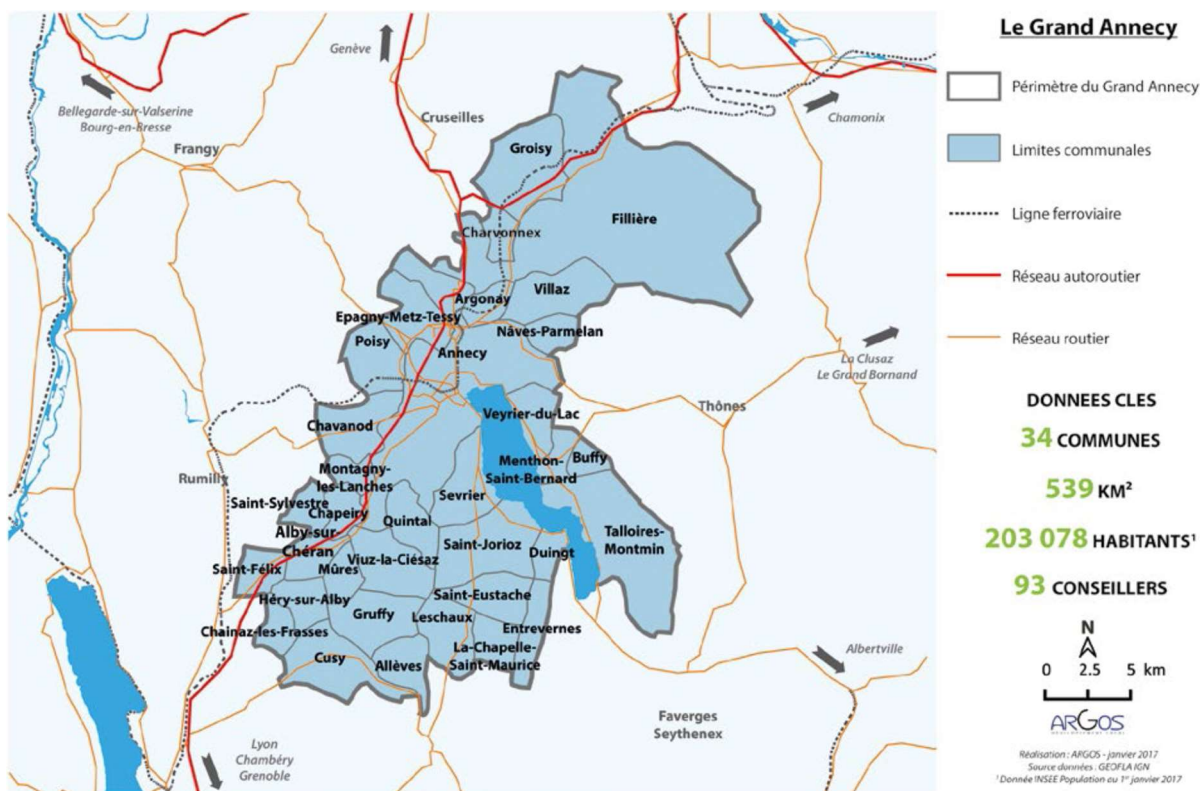 Le Grand Annecy
Périmètre du Grand Annecy
Limites communales
Ligne ferroviaire
Réseau autoroutier
Réseau routier
DONNEES CLES
34 COMMUNES
539 KM²
203 078 HABITANTS¹
93 CONSEILLERS
N
0 2.5 5 km
ARGOS
Réalisation : ARGOS - janvier 2017
Source données : GEOFLA IGN
¹ Donnée INSEE Population au 1er janvier 2017
Genève
Bellegarde-sur-Valserine
Bourg-en-Bresse
Cruseilles
Chamonix
Frangy
Groisy
Fillière
Charvonnex
Argonay
Villaz
Epagny-Metz-Tessy
Nâves-Parmelan
Poisy
Annecy
La Clusaz
Le Grand Bornand
Thônes
Veyrier-du-Lac
Chavanod
Buffy
Menthon-
Saint-Bernard
Montagny-
les-Lanches
Rumilly
Sevrier
Saint-Sylvestre
Chapeiry
Quintal
Alby-sur-
Chéran
Saint-Jorioz
Duingt
Talloires-
Montmin
Saint-Félix
Mûres
Viuz-la-Ciésaz
Héry-sur-Alby
Saint-Eustache
Gruffy
Leschaux
Chainaz-les-Frasses
Entrevernes
Cusy
Allèves
La-Chapelle-
Saint-Maurice
Albertville
Faverges
Seythenex
Lyon
Chambéry
Grenoble